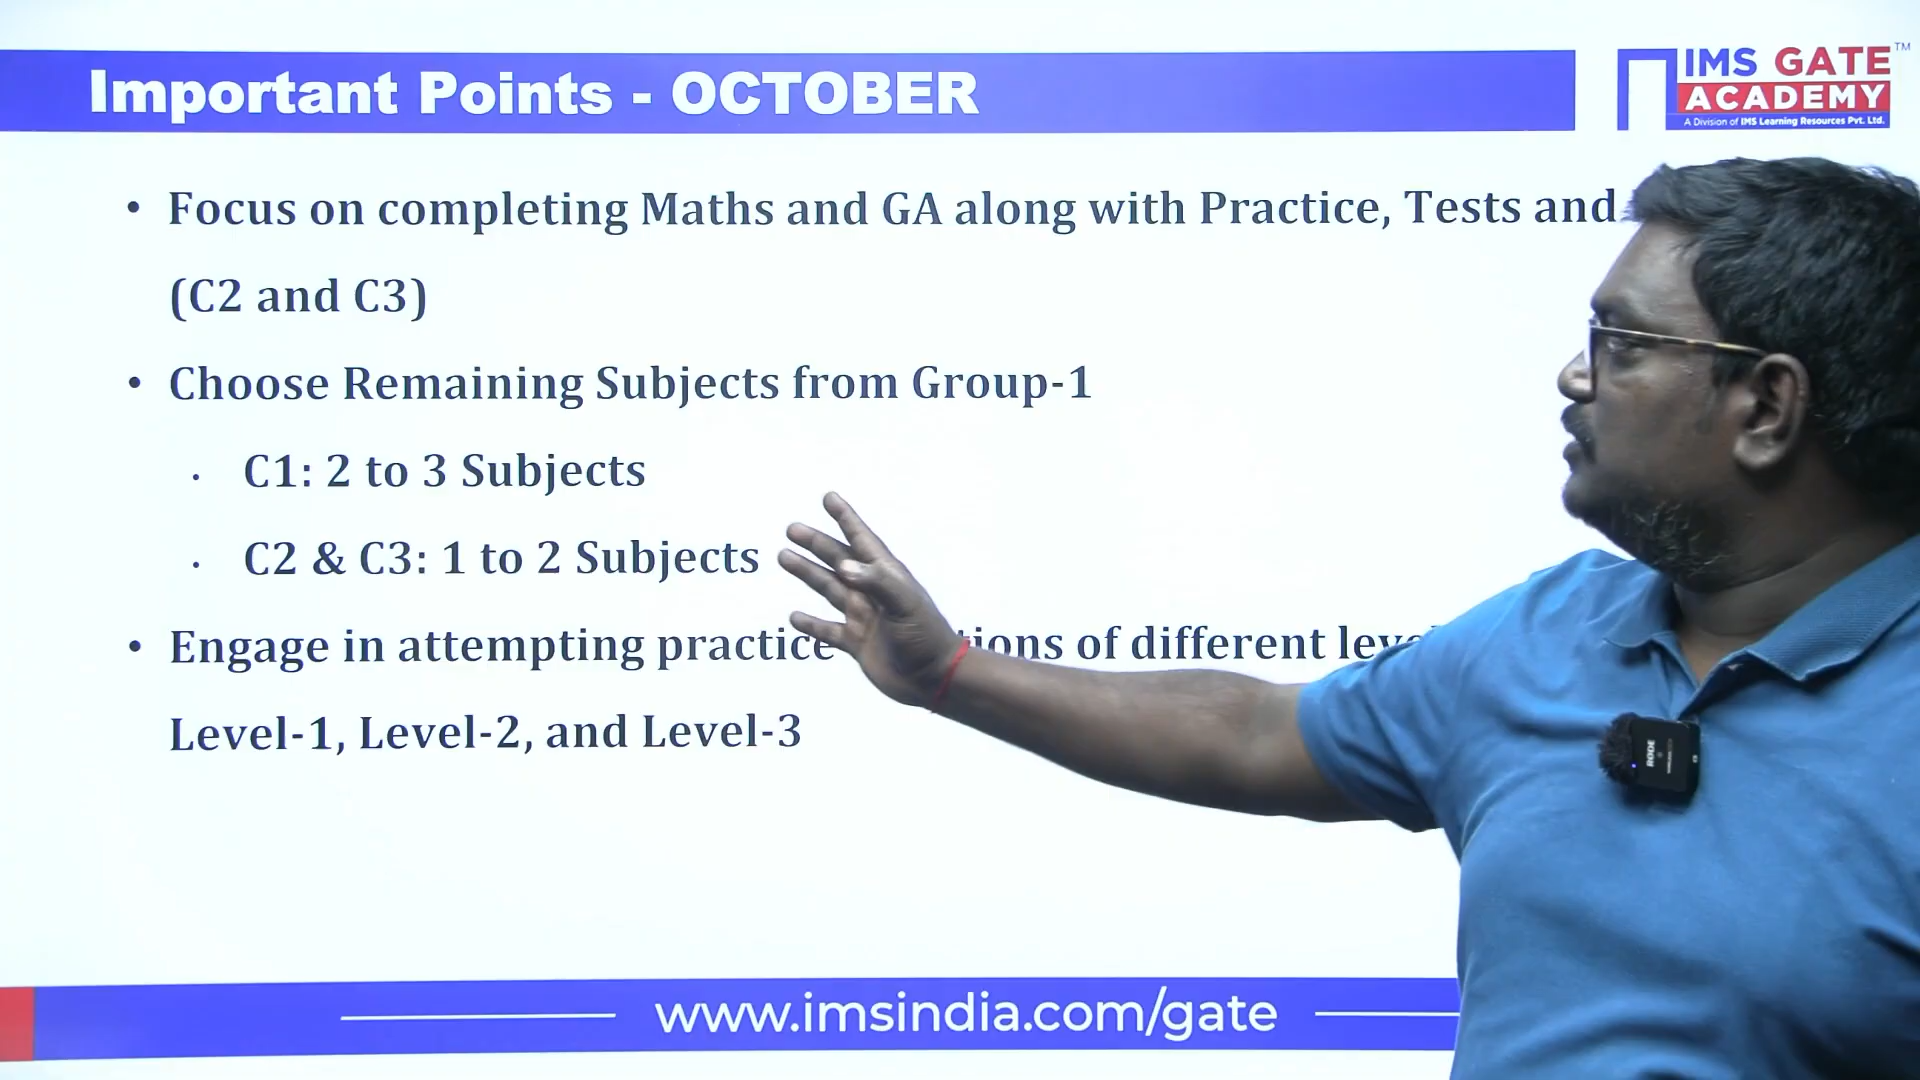 Important Points - OCTOBER
IMS GATE
ACADEMY
TM
A Division of IMS Learning Resources Pvt. Ltd.
• Focus on completing Maths and GA along with Practice, Tests and
(C2 and C3)
• Choose Remaining Subjects from Group-1
• C1: 2 to 3 Subjects
• C2 & C3: 1 to 2 Subjects
• Engage in attempting practice of different
Level-1, Level-2, and Level-3
RODE
www.imsindia.com/gate